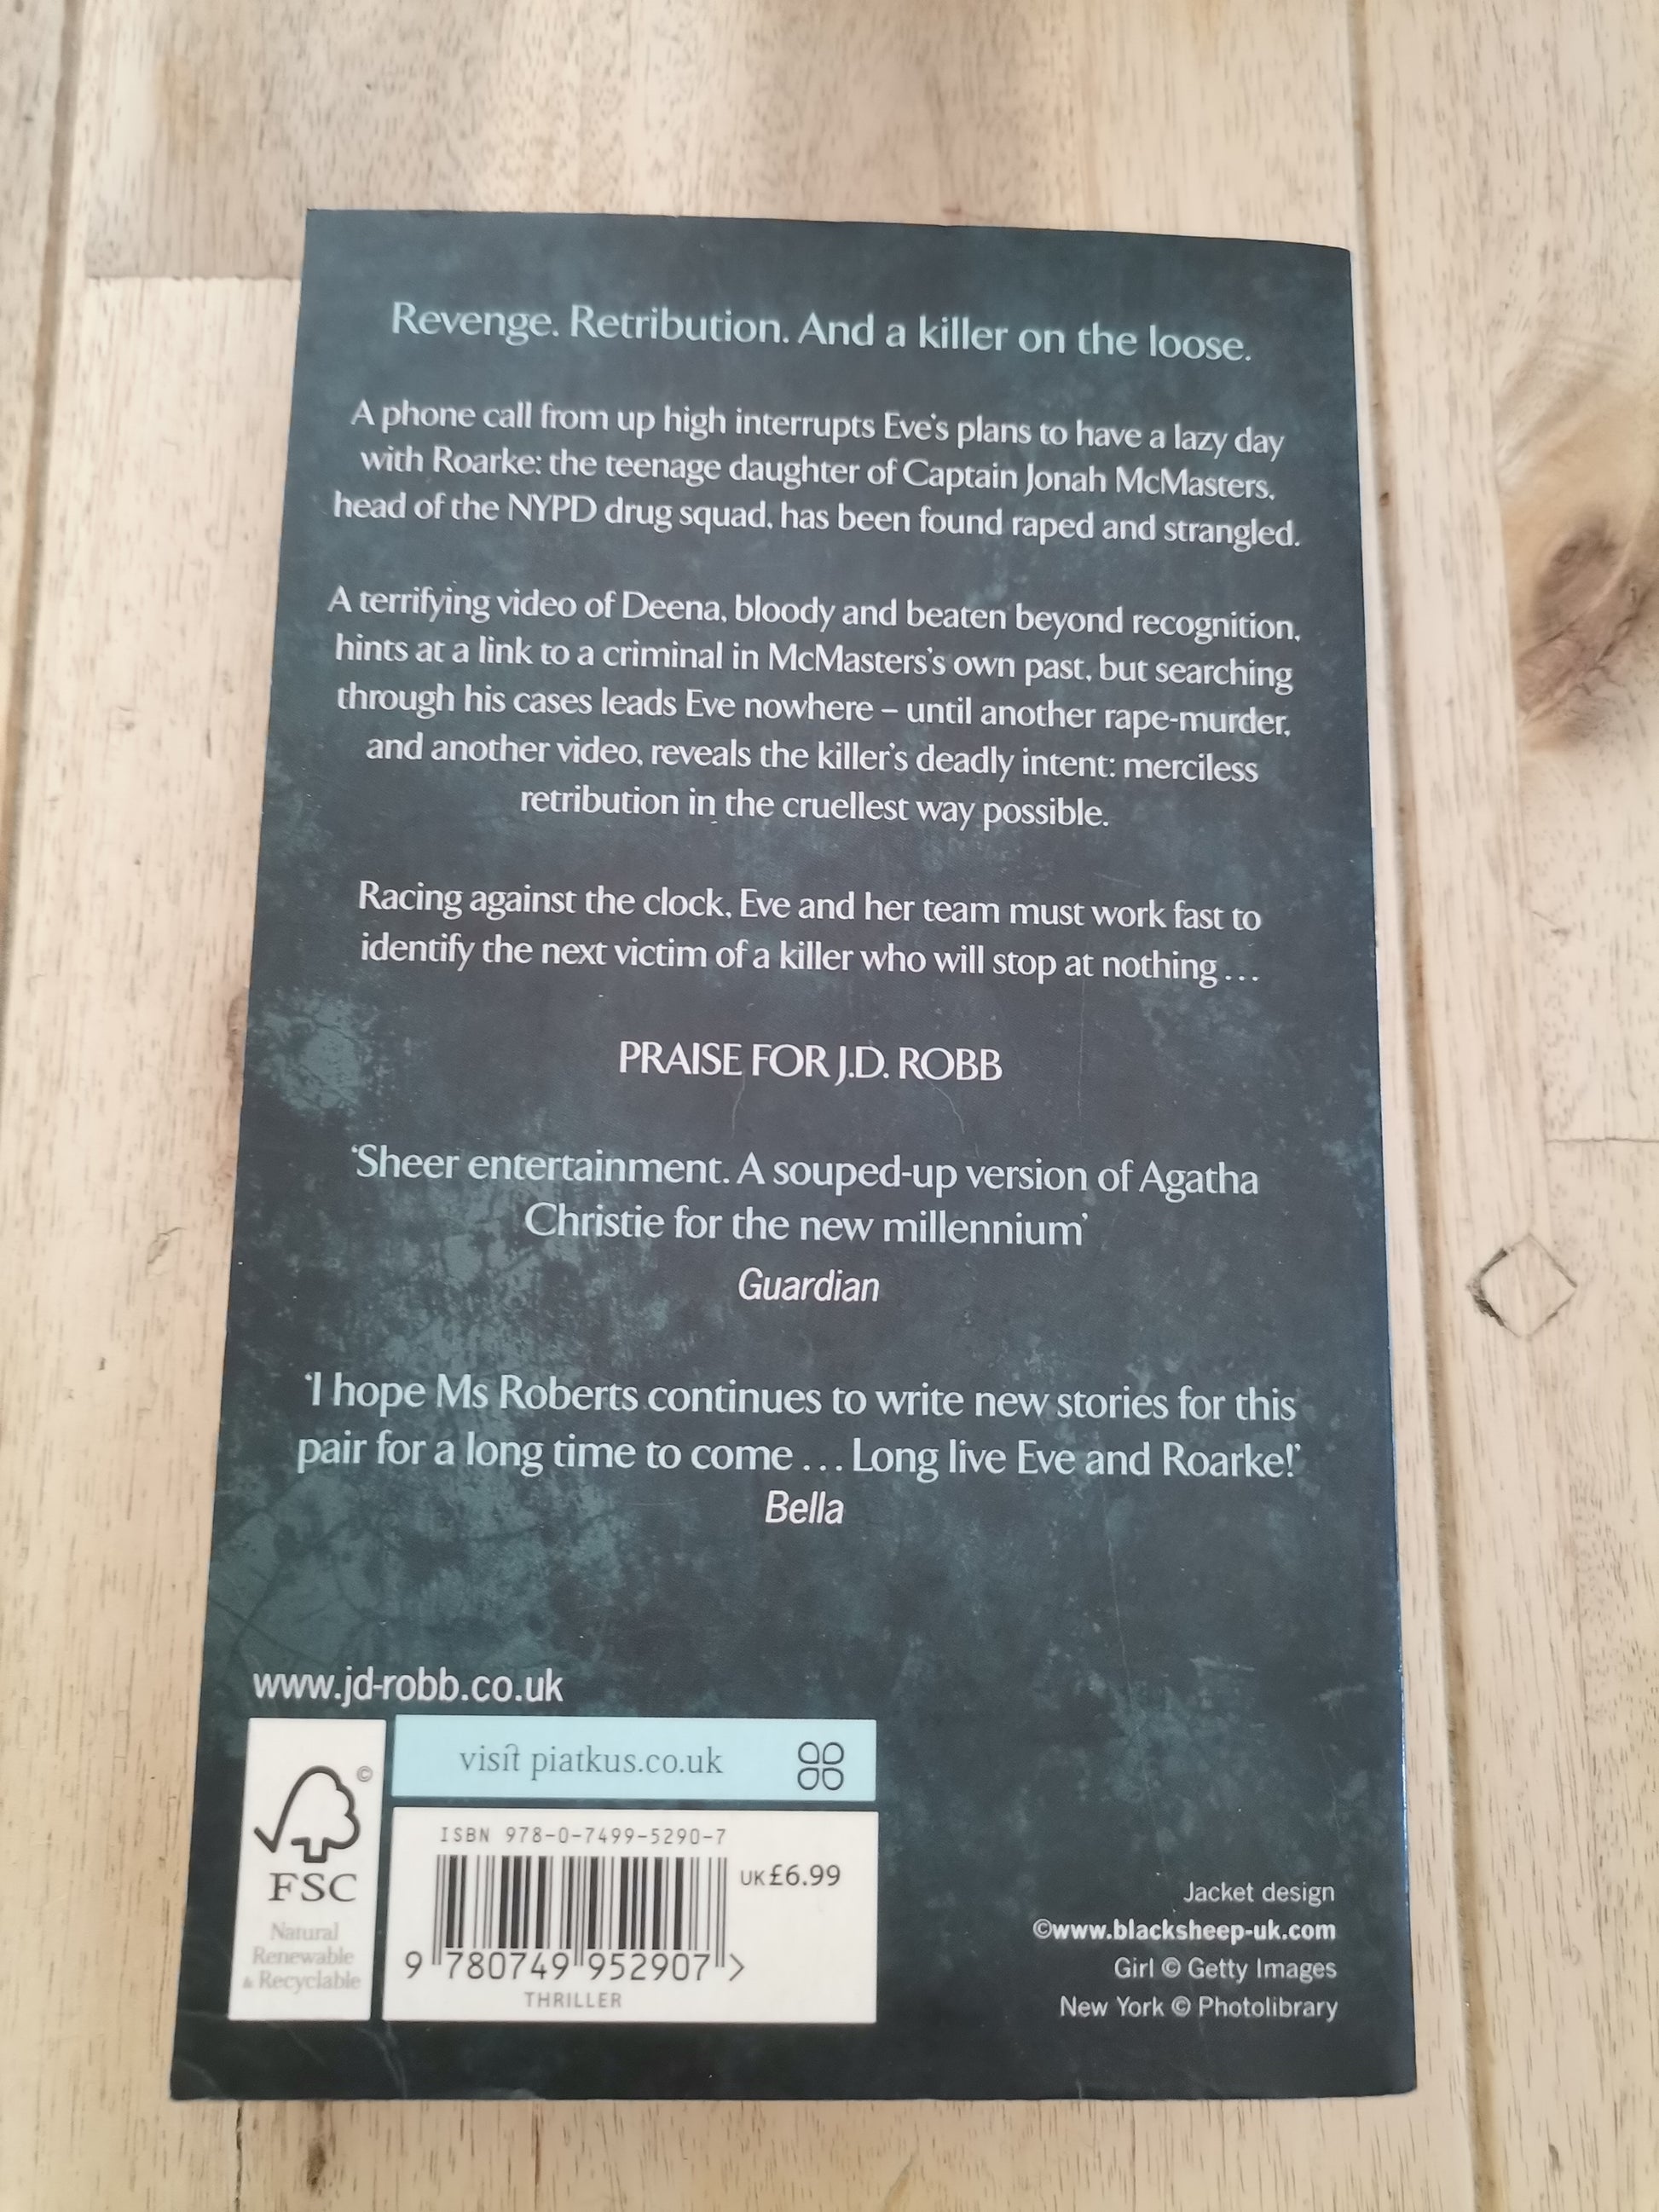 Revenge. Retribution. And a killer on the loose.
A phone call from up high interrupts Eve's plans to have a lazy day
with Roarke: the teenage daughter of Captain Jonah McMasters,
head of the NYPD drug squad, has been found raped and strangled.
A terrifying video of Deena, bloody and beaten beyond recognition,
hints at a link to a criminal in McMasters's own past, but searching
through his cases leads Eve nowhere – until another rape-murder,
and another video, reveals the killer's deadly intent: merciless
retribution in the cruellest way possible.
Racing against the clock, Eve and her team must work fast to
identify the next victim of a killer who will stop at nothing ...
PRAISE FOR J.D. ROBB
'Sheer entertainment. A souped-up version of Agatha
Christie for the new millennium'
Guardian
'I hope Ms Roberts continues to write new stories for this
pair for a long time to come ... Long live Eve and Roarke!'
Bella
www.jd-robb.co.uk
visit piatkus.co.uk
©
FSC
Natural
Renewable
& Recyclable
ISBN 978-0-7499-5290-7
UK £6.99
9 780749 952907 >
THRILLER
Jacket design
©www.blacksheep-uk.com
Girl © Getty Images
New York © Photolibrary